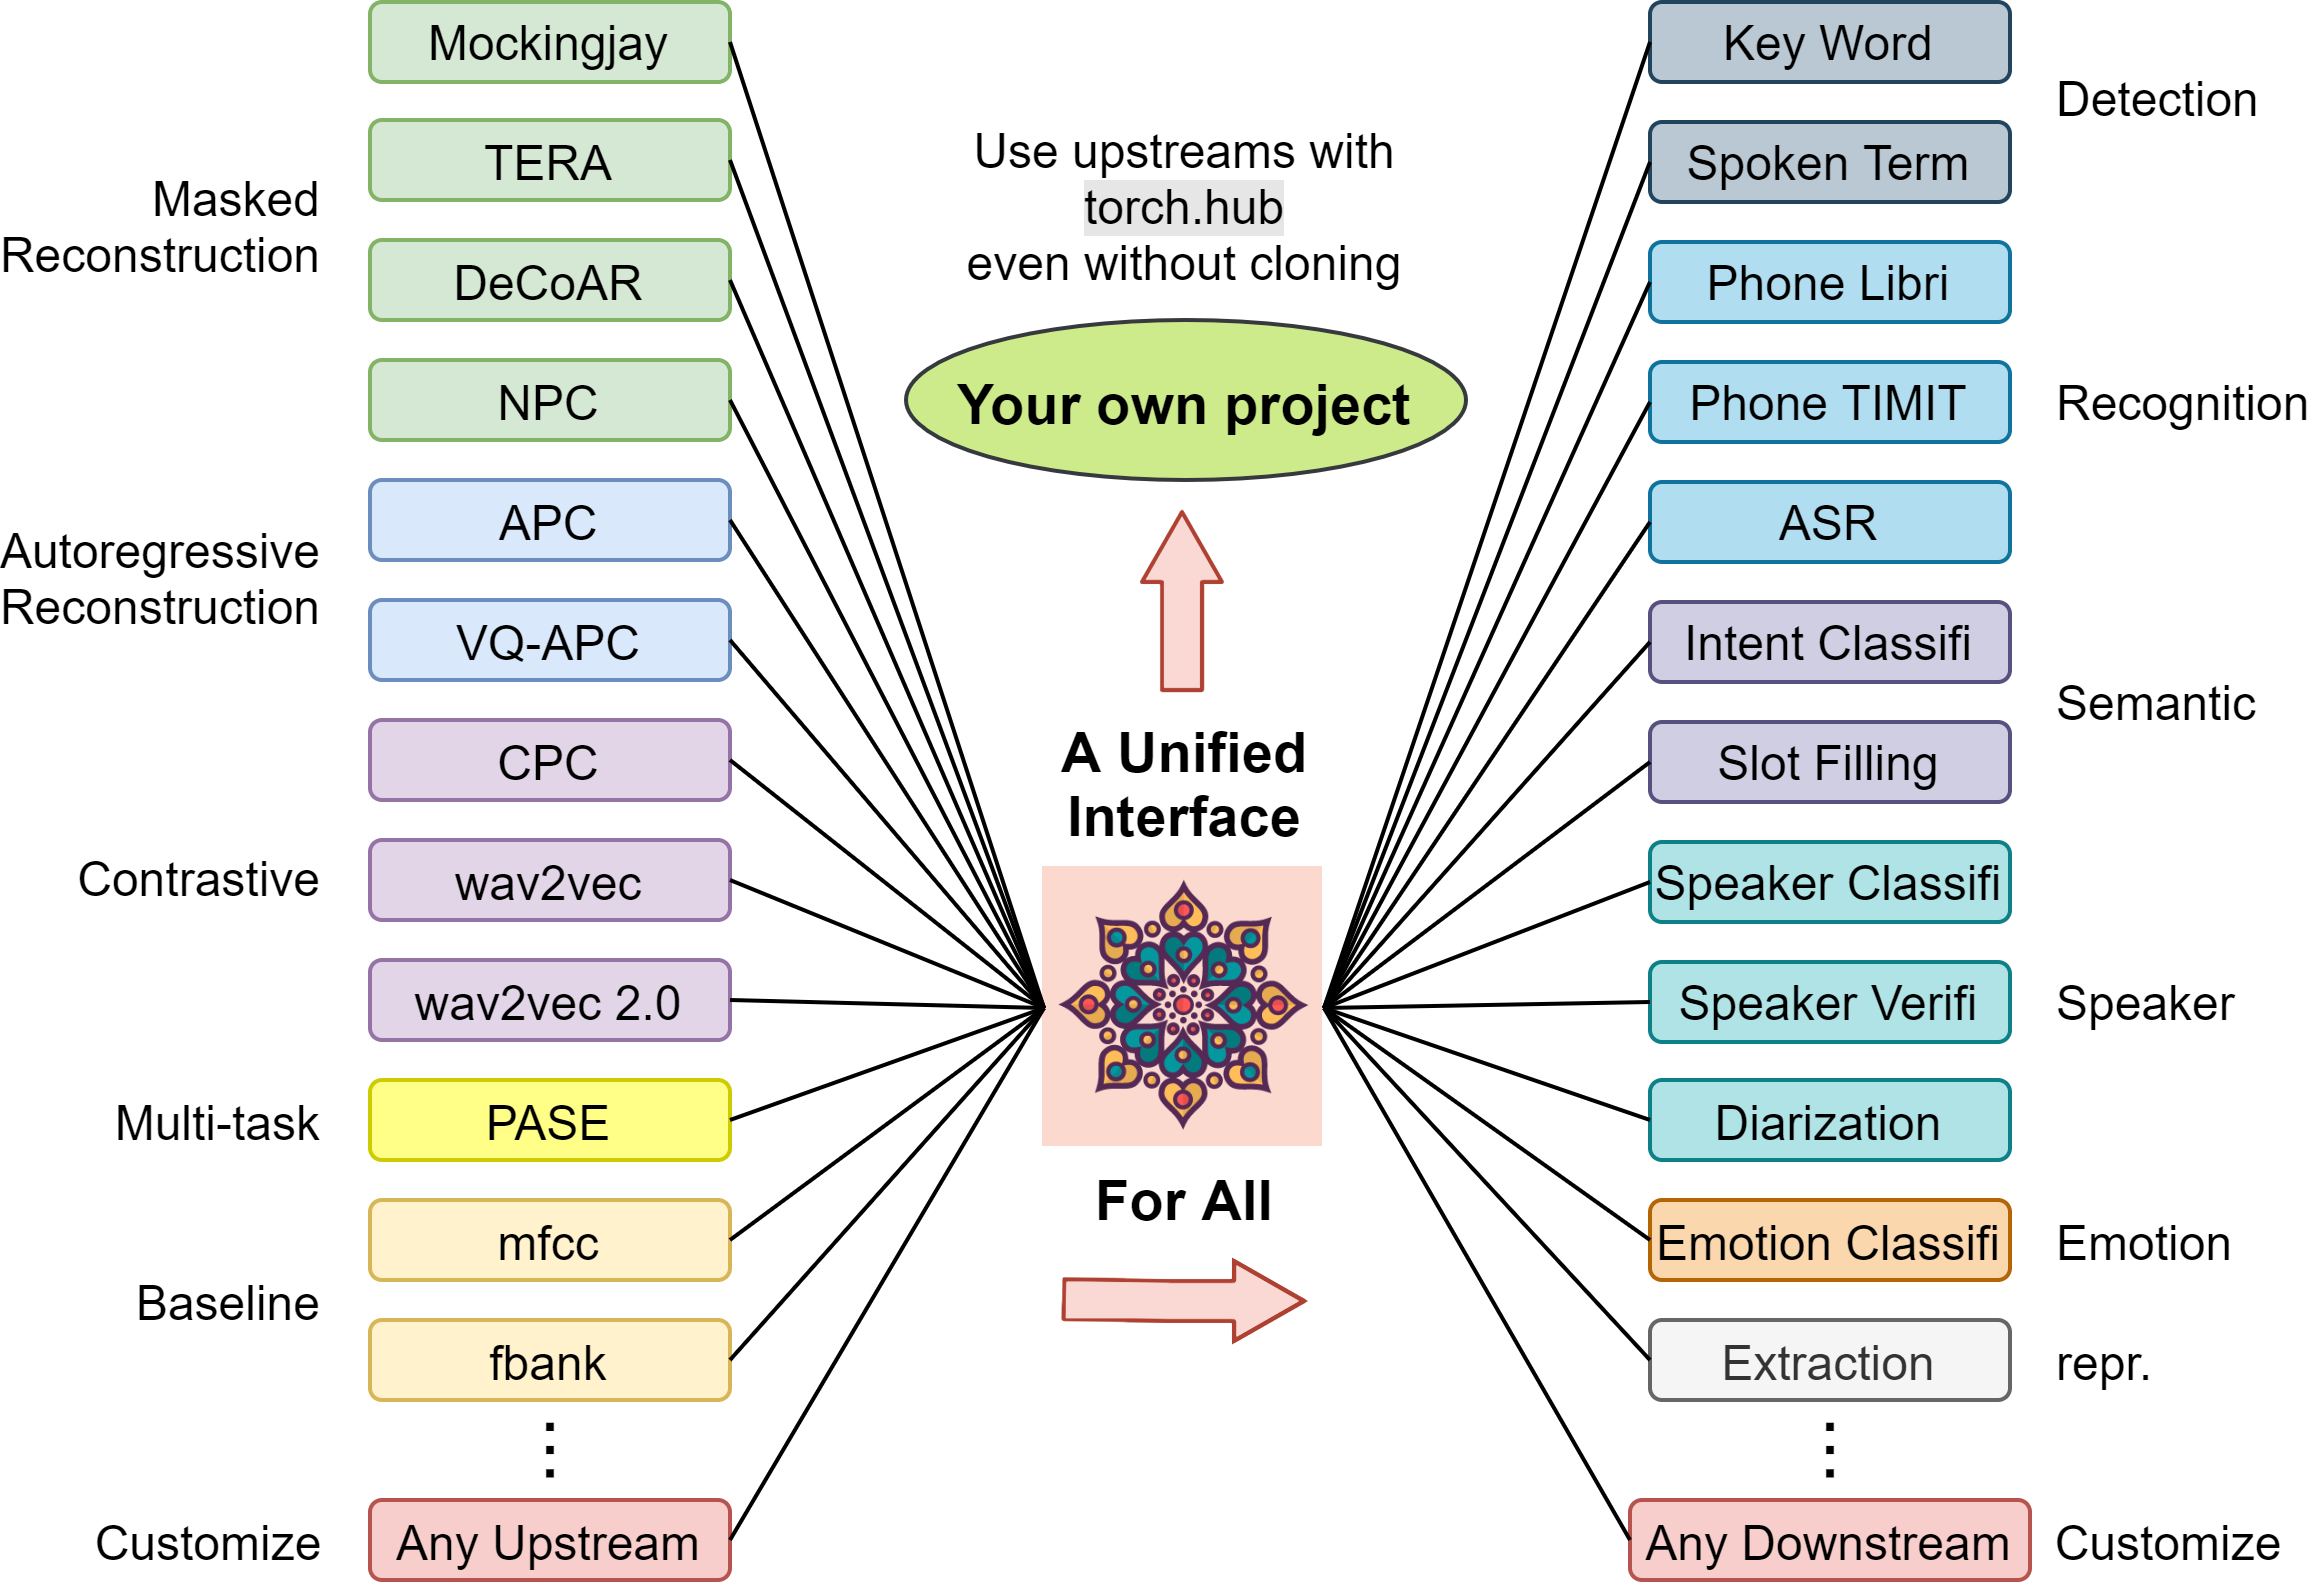 Masked
Reconstruction
Autoregressive
Reconstruction
Contrastive
Multi-task
Baseline
Customize
Mockingjay
TERA
DeCoAR
NPC
APC
VQ-APC
CPC
wav2vec
wav2vec 2.0
PASE
mfcc
fbank
⋮
Any Upstream
Use upstreams with
torch.hub
even without cloning
Your own project
A Unified
Interface
For All
Key Word
Spoken Term
Phone Libri
Phone TIMIT
ASR
Intent Classifi
Slot Filling
Speaker Classifi
Speaker Verifi
Diarization
Emotion Classifi
Extraction
⋮
Any Downstream
Detection
Recognition
Semantic
Speaker
Emotion
repr.
Customize